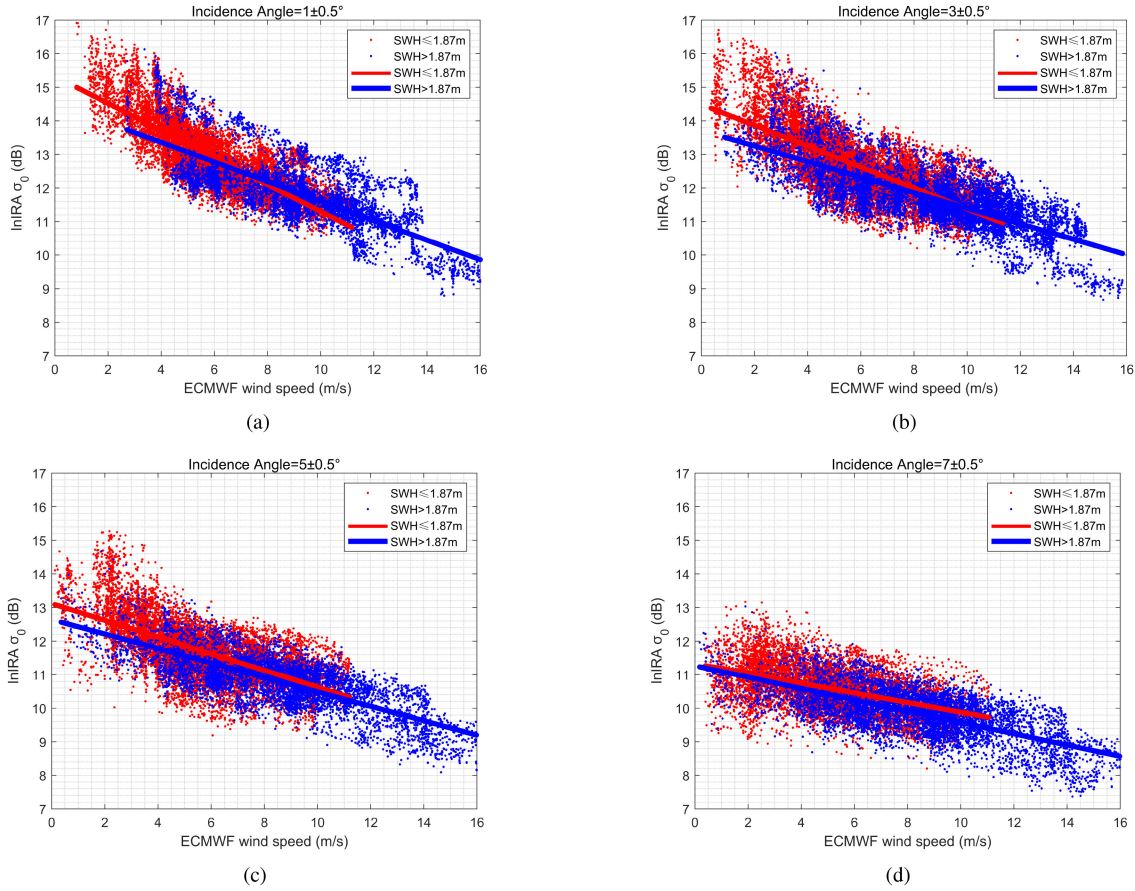 Incidence Angle=1±0.5°
17
16
15
14
13
12
11
10
9
8
7
InIRA σ0 (dB)
SWH≤1.87m
SWH>1.87m
SWH≤1.87m
SWH>1.87m
0 2 4 6 8 10 12 14 16
ECMWF wind speed (m/s)
(a)
Incidence Angle=3±0.5°
17
16
15
14
13
12
11
10
9
8
7
InIRA σ0 (dB)
SWH≤1.87m
SWH>1.87m
SWH≤1.87m
SWH>1.87m
0 2 4 6 8 10 12 14 16
ECMWF wind speed (m/s)
(b)
Incidence Angle=5±0.5°
17
16
15
14
13
12
11
10
9
8
7
InIRA σ0 (dB)
SWH≤1.87m
SWH>1.87m
SWH≤1.87m
SWH>1.87m
0 2 4 6 8 10 12 14 16
ECMWF wind speed (m/s)
(c)
Incidence Angle=7±0.5°
17
16
15
14
13
12
11
10
9
8
7
InIRA σ0 (dB)
SWH≤1.87m
SWH>1.87m
SWH≤1.87m
SWH>1.87m
0 2 4 6 8 10 12 14 16
ECMWF wind speed (m/s)
(d)